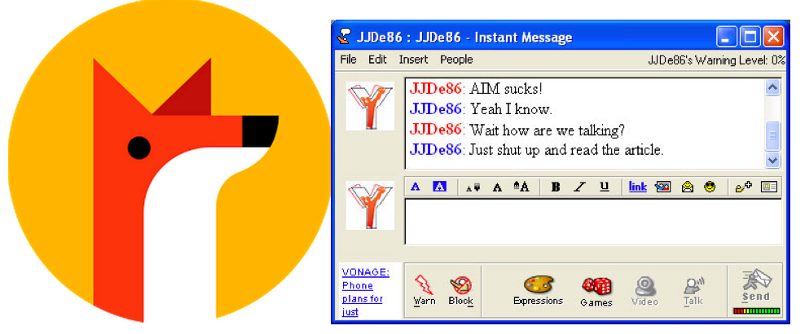 JJDe86 : JJDe86 - Instant Message
File Edit Insert People JJDe86's Warning Level: 0%
JJDe86: AIM sucks!
JJDe86: Yeah I know.
JJDe86: Wait how are we talking?
JJDe86: Just shut up and read the article.
A A A A A B I U link
VONAGE:
Phone
plans for
just
Warn Block Expressions Games Video Talk Send